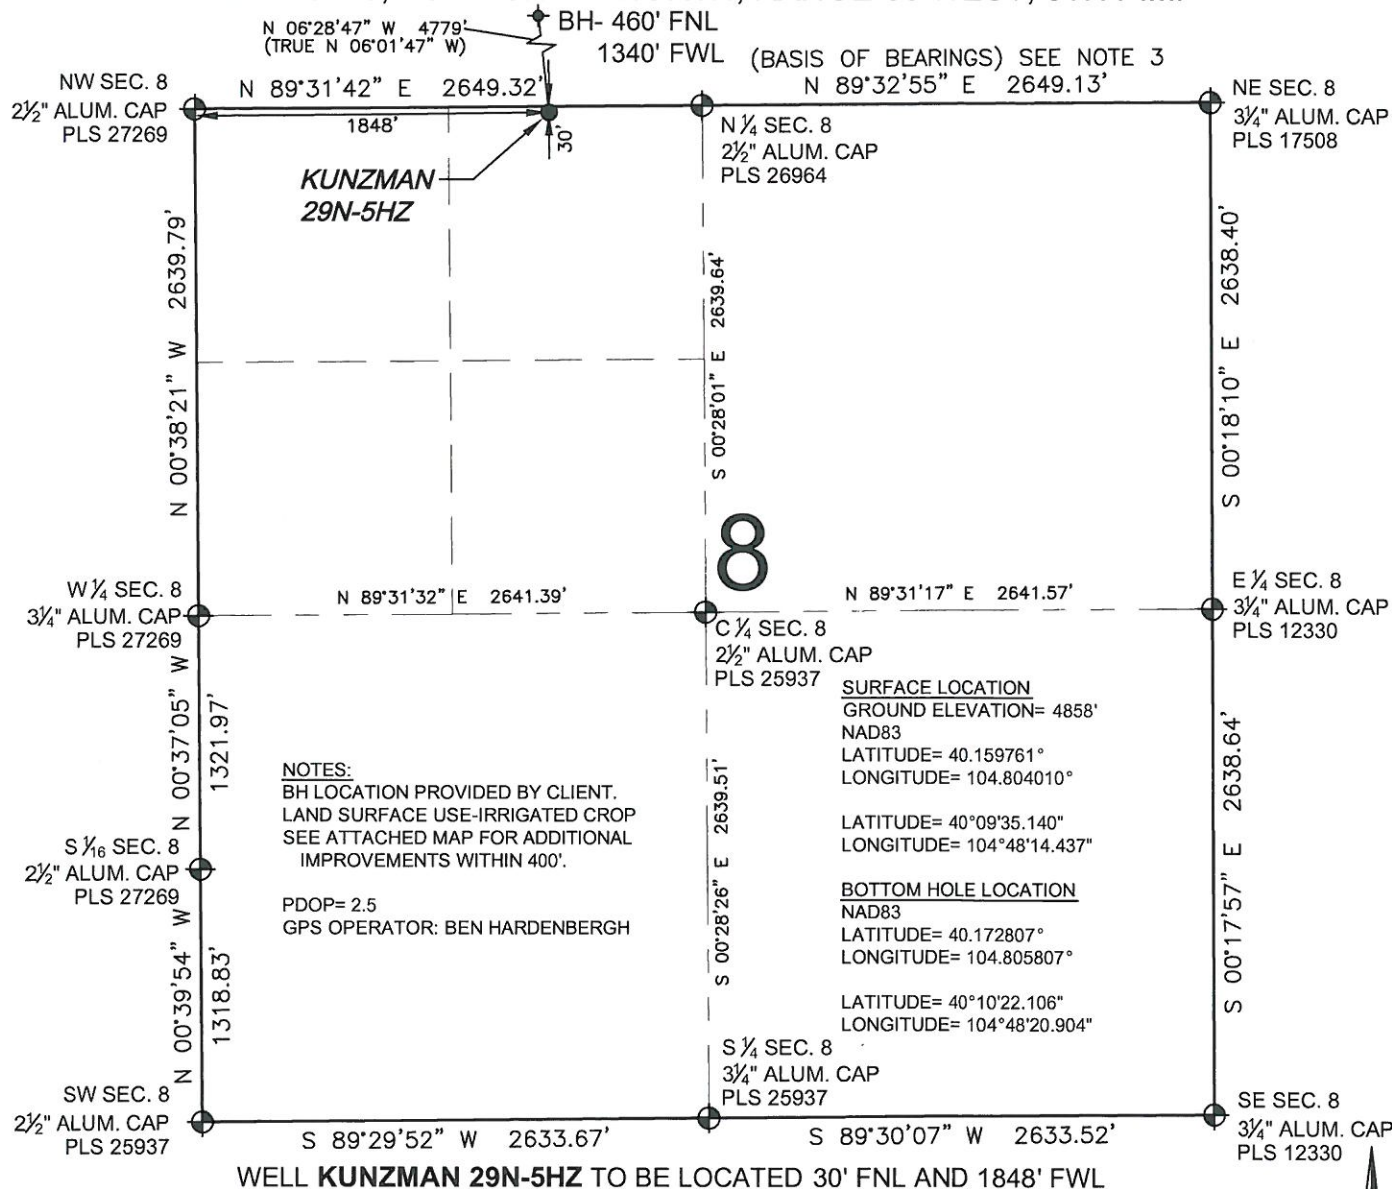 N 06°28'47" W 4779'
(TRUE N 06°01'47" W)
BH- 460' FNL
1340' FWL
(BASIS OF BEARINGS) SEE NOTE 3
NW SEC. 8
2½" ALUM. CAP
PLS 27269
N 89°31'42" E 2649.32'
N 89°32'55" E 2649.13'
NE SEC. 8
3¼" ALUM. CAP
PLS 17508
1848'
30'
N ¼ SEC. 8
2½" ALUM. CAP
PLS 26964
KUNZMAN
29N-5HZ
N 00°38'21" W 2639.79'
S 00°28'01" E 2639.64'
S 00°18'10" E 2638.40'
8
W ¼ SEC. 8
3¼" ALUM. CAP
PLS 27269
N 89°31'32" E 2641.39'
N 89°31'17" E 2641.57'
E ¼ SEC. 8
3¼" ALUM. CAP
PLS 12330
C ¼ SEC. 8
2½" ALUM. CAP
PLS 25937
N 00°37'05" W
1321.97'
SURFACE LOCATION
GROUND ELEVATION= 4858'
NAD83
LATITUDE= 40.159761°
LONGITUDE= 104.804010°
LATITUDE= 40°09'35.140"
LONGITUDE= 104°48'14.437"
BOTTOM HOLE LOCATION
NAD83
LATITUDE= 40.172807°
LONGITUDE= 104.805807°
LATITUDE= 40°10'22.106"
LONGITUDE= 104°48'20.904"
NOTES:
BH LOCATION PROVIDED BY CLIENT.
LAND SURFACE USE-IRRIGATED CROP
SEE ATTACHED MAP FOR ADDITIONAL
IMPROVEMENTS WITHIN 400'.
PDOP= 2.5
GPS OPERATOR: BEN HARDENBERGH
S 00°28'26" E 2639.51'
S 00°17'57" E 2638.64'
S 1⁄16 SEC. 8
2½" ALUM. CAP
PLS 27269
N 00°39'54" W
1318.83'
SW SEC. 8
2½" ALUM. CAP
PLS 25937
S ¼ SEC. 8
3¼" ALUM. CAP
PLS 25937
SE SEC. 8
3¼" ALUM. CAP
PLS 12330
S 89°29'52" W 2633.67'
S 89°30'07" W 2633.52'
WELL KUNZMAN 29N-5HZ TO BE LOCATED 30' FNL AND 1848' FWL